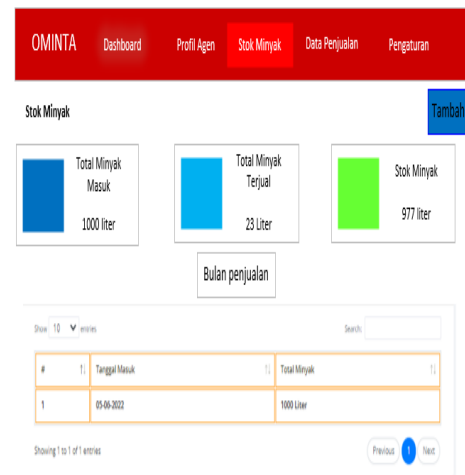 OMINTA Dashboard Profil Agen Stok Minyak Data Penjualan Pengaturan
Stok Minyak
Tambah
Total Minyak
Masuk
1000 liter
Total Minyak
Terjual
23 Liter
Stok Minyak
977 liter
Bulan penjualan
Show 10 entries
Search:
# Tanggal Masuk Total Minyak
1 05-06-2022 1000 Liter
Showing 1 to 1 of 1 entries
Previous 1 Next